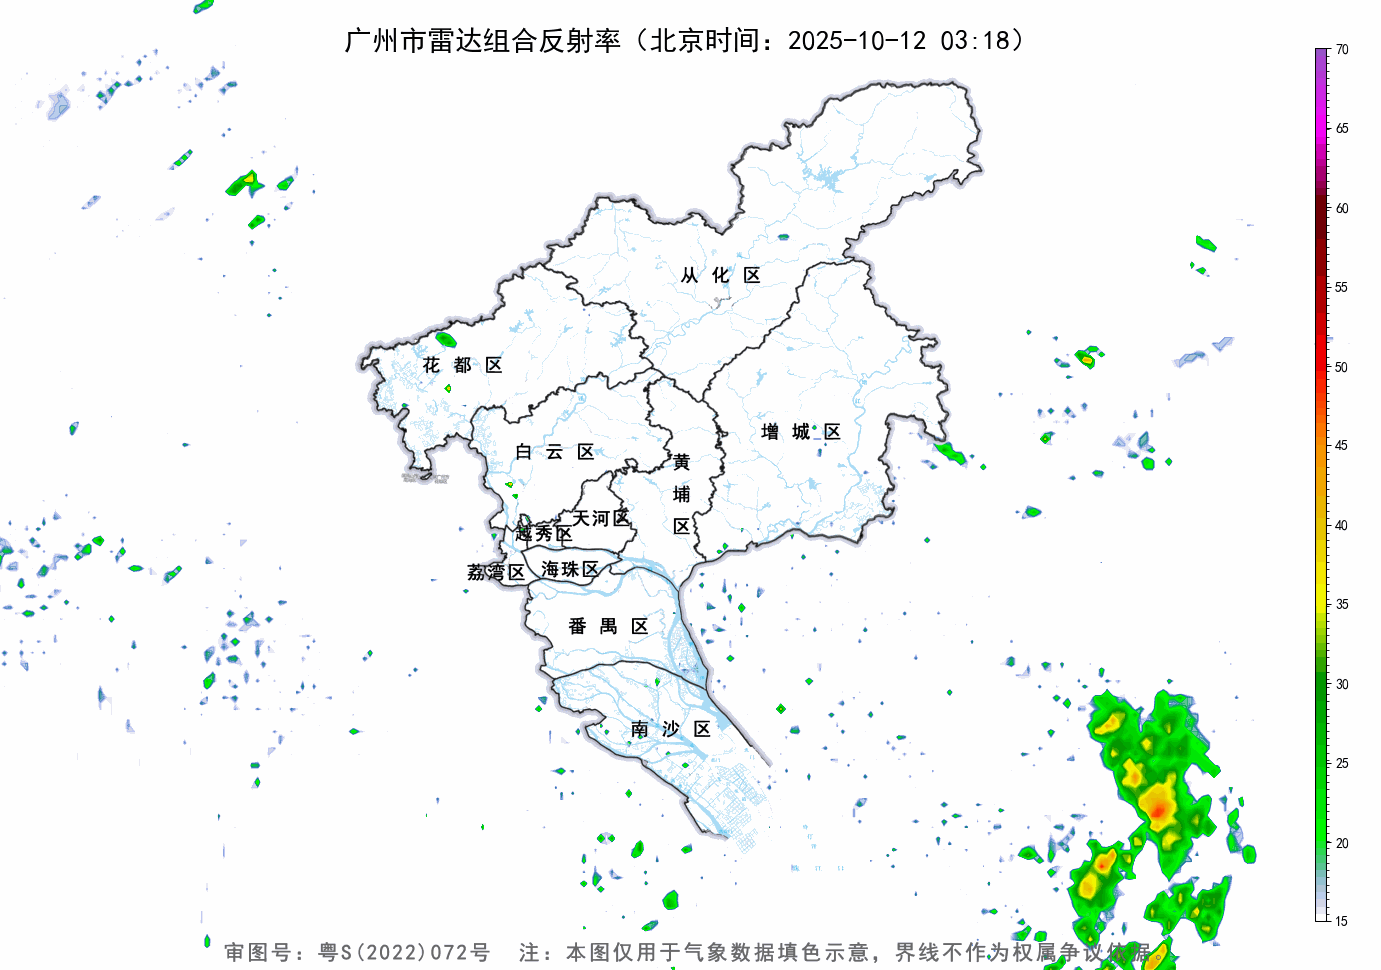 广州市雷达组合反射率（北京时间：2025-10-12 03:18）
70
65
60
55
50
45
40
35
30
25
20
15
从化区
花都区
增城区
白云区
黄埔区
天河区
越秀区
荔湾区
海珠区
番禺区
南沙区
审图号：粤S(2022)072号 注：本图仅用于气象数据填色示意，界线不作为权属争议依据。